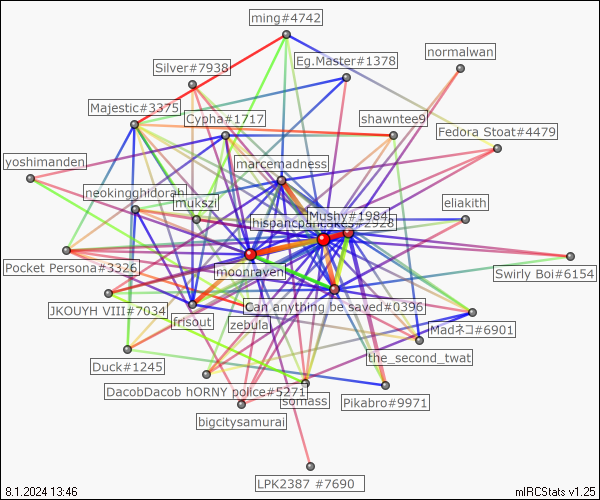 ming#4742
normalwan
Eg.Master#1378
Silver#7938
Majestic#3375
Cypha#1717
shawntee9
Fedora Stoat#4479
yoshimanden
marcemadness
neokingghidorah
mukszi
eliakith
Mushy#1984
hispancpancakes#2928
Pocket Persona#3326
moonraven
Swirly Boi#6154
JKOUYH VIII#7034
Can anything be saved#0396
frisout
zebula
Madネコ#6901
the_second_twat
Duck#1245
DacobDacob hORNY police#5271
somass
Pikabro#9971
bigcitysamurai
LPK2387 #7690
8.1.2024 13:46
mIRCStats v1.25